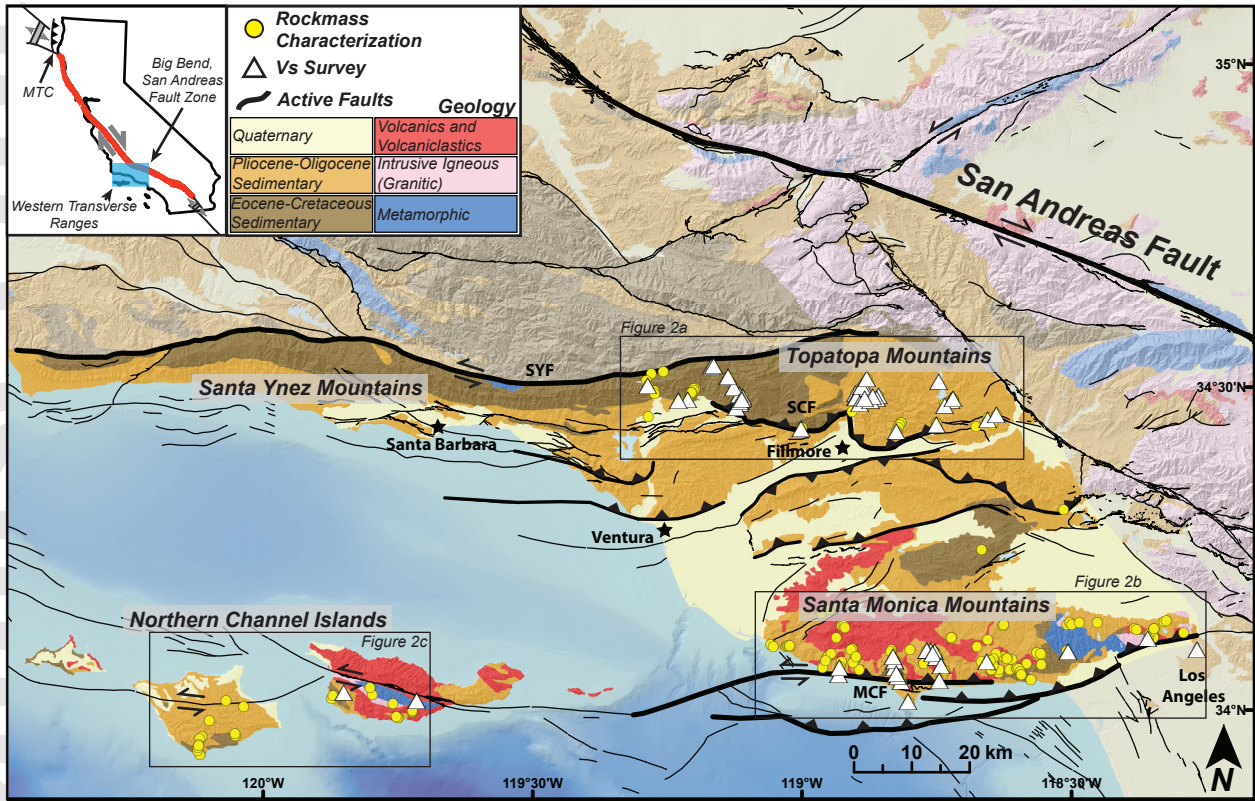 Rockmass
Characterization
Vs Survey
Active Faults
Geology
Quaternary
Volcanics and
Volcaniclastics
Pliocene-Oligocene
Sedimentary
Intrusive Igneous
(Granitic)
Eocene-Cretaceous
Sedimentary
Metamorphic
MTC
Big Bend,
San Andreas
Fault Zone
Western Transverse
Ranges
35°N
San Andreas Fault
Figure 2a
Topatopa Mountains
SYF
34°30'N
Santa Ynez Mountains
SCF
Santa Barbara
Fillmore
Ventura
Figure 2b
Santa Monica Mountains
Northern Channel Islands
Figure 2c
MCF
Los
Angeles
34°N
0 10 20 km
N
120°W
119°30'W
119°W
118°30'W